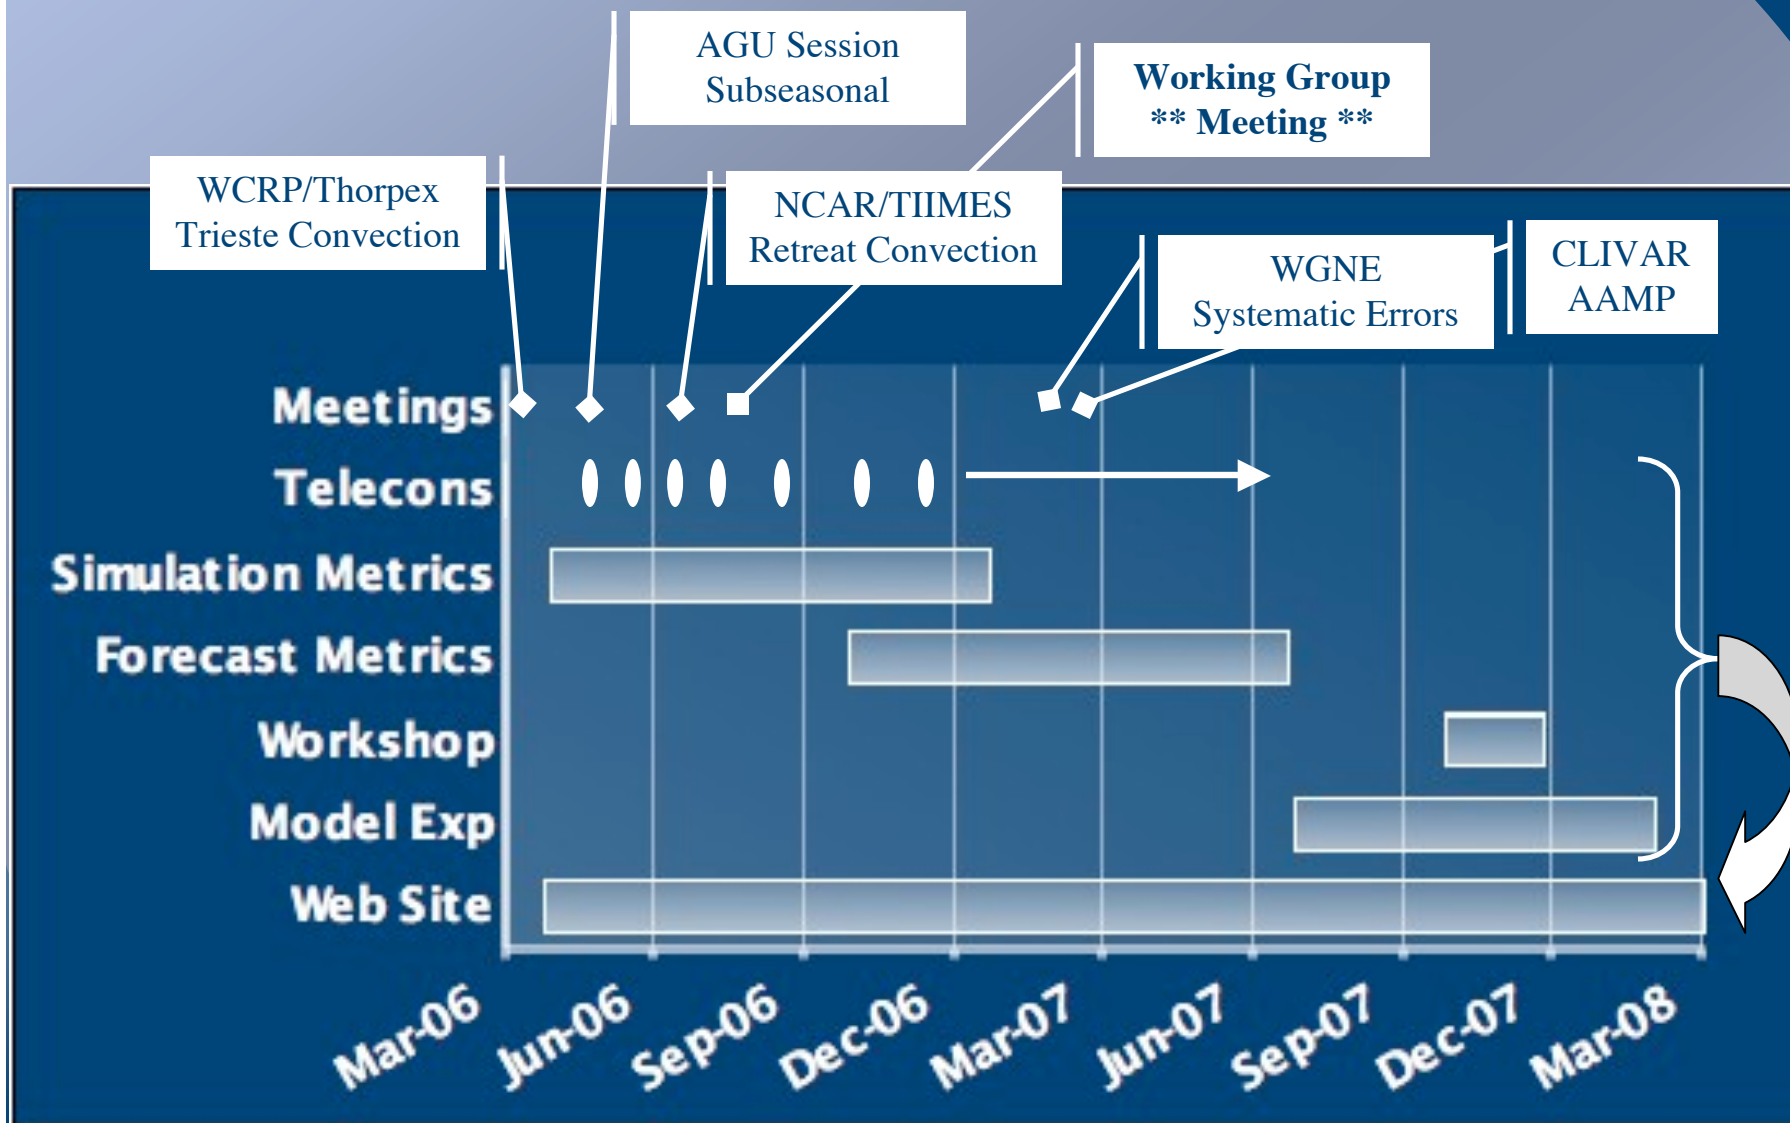 AGU Session
Subseasonal
Working Group
** Meeting **
WCRP/Thorpex
Trieste Convection
NCAR/TIIMES
Retreat Convection
WGNE
Systematic Errors
CLIVAR
AAMP
Meetings
Telecons
Simulation Metrics
Forecast Metrics
Workshop
Model Exp
Web Site
Mar-06
Jun-06
Sep-06
Dec-06
Mar-07
Jun-07
Sep-07
Dec-07
Mar-08